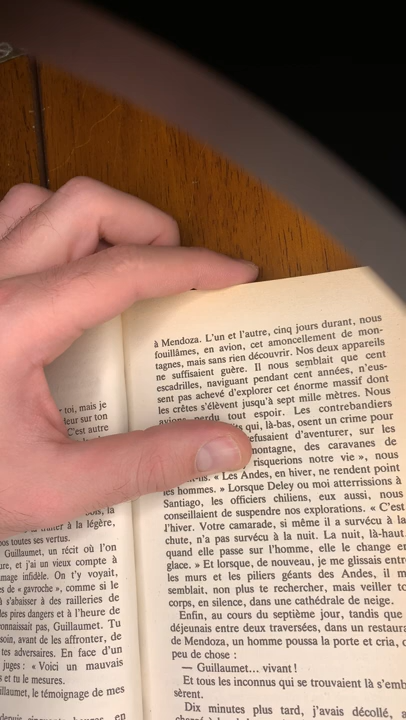 toi, mais je
leur sur ton
C'est autre
à la légère,
toutes ses vertus.
Guillaumet, un récit où l'on
et j'ai un vieux compte à
image infidèle. On t'y voyait,
de « gavroche », comme si le
s'abaisser à des railleries de
pires dangers et à l'heure de
connaissait pas, Guillaumet. Tu
soin, avant de les affronter, de
tes adversaires. En face d'un
juges : « Voici un mauvais
et tu le mesures.
Guillaumet, le témoignage de mes
en
à Mendoza. L'un et l'autre, cinq jours durant, nous
fouillâmes, en avion, cet amoncellement de mon-
tagnes, mais sans rien découvrir. Nos deux appareils
ne suffisaient guère. Il nous semblait que cent
escadrilles, naviguant pendant cent années, n'eus-
sent pas achevé d'explorer cet énorme massif dont
les crêtes s'élèvent jusqu'à sept mille mètres. Nous
avions perdu tout espoir. Les contrebandiers
qui, là-bas, osent un crime pour
refusaient d'aventurer, sur les
montagne, des caravanes de
risquerions notre vie », nous
« Les Andes, en hiver, ne rendent point
les hommes. » Lorsque Deley ou moi atterrissions à
Santiago, les officiers chiliens, eux aussi, nous
conseillaient de suspendre nos explorations. « C'est
l'hiver. Votre camarade, si même il a survécu à la
chute, n'a pas survécu à la nuit. La nuit, là-haut,
quand elle passe sur l'homme, elle le change en
glace. » Et lorsque, de nouveau, je me glissais entre
les murs et les piliers géants des Andes, il me
semblait, non plus te rechercher, mais veiller ton
corps, en silence, dans une cathédrale de neige.
Enfin, au cours du septième jour, tandis que
déjeunais entre deux traversées, dans un restaurant
de Mendoza, un homme poussa la porte et cria,
peu de chose :
— Guillaumet... vivant !
Et tous les inconnus qui se trouvaient là s'em
sèrent.
Dix minutes plus tard, j'avais décollé,